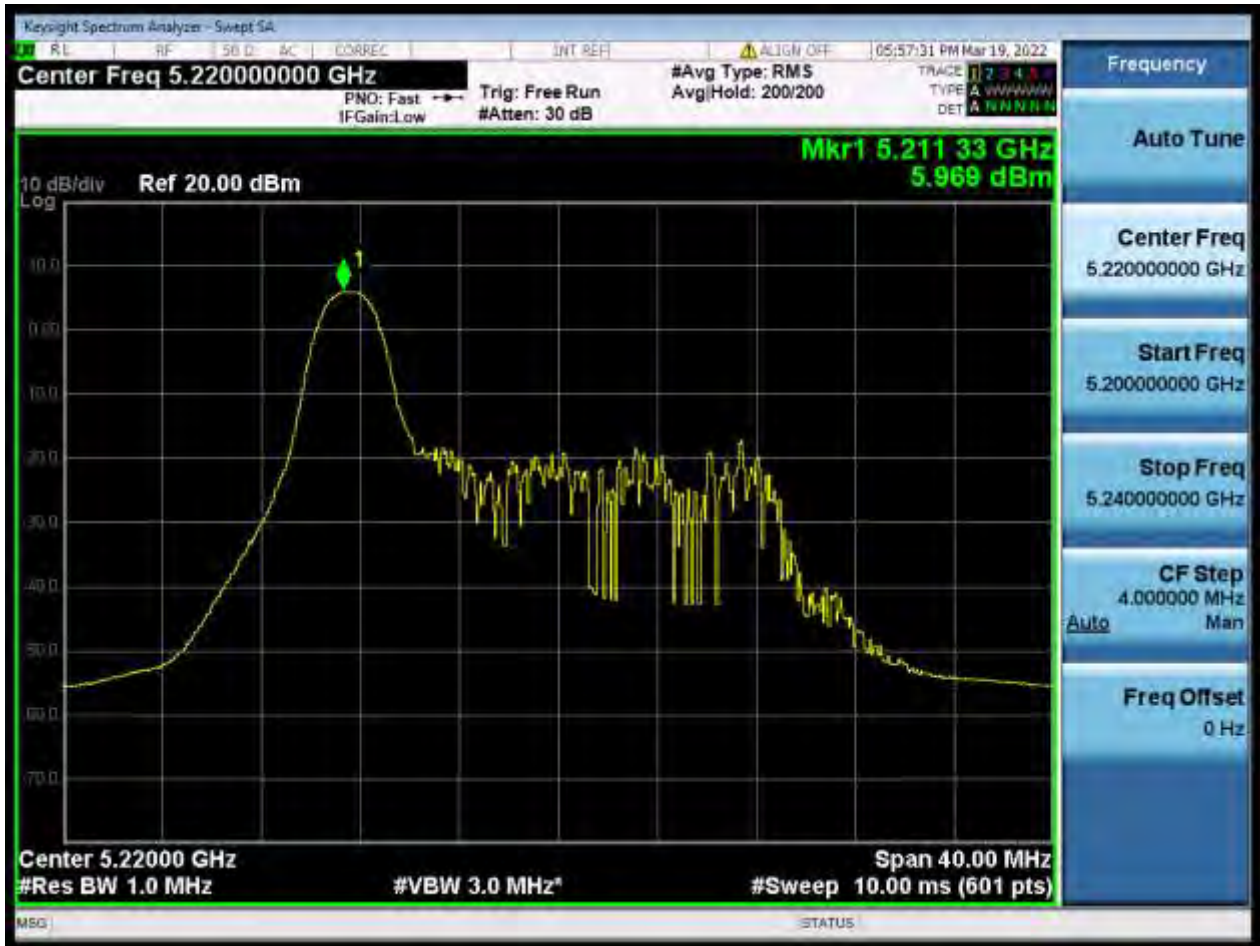 Keysight Spectrum Analyzer - Swept SA
RL RF 50 Ω AC CORREC INT REF ALIGN OFF 05:57:31 PM Mar 19, 2022
Center Freq 5.220000000 GHz
PNO: Fast
IFGain:Low
Trig: Free Run
#Atten: 30 dB
#Avg Type: RMS
Avg|Hold: 200/200
TRACE 1 2 3 4
TYPE A WWWWW
DET A N N N N N
Mkr1 5.211 33 GHz
5.969 dBm
10 dB/div Ref 20.00 dBm
Log
10.0
0.00
-10.0
-20.0
-30.0
-40.0
-50.0
-60.0
-70.0
1
Center 5.22000 GHz
Span 40.00 MHz
#Res BW 1.0 MHz
#VBW 3.0 MHz*
#Sweep 10.00 ms (601 pts)
MSG
STATUS
Frequency
Auto Tune
Center Freq
5.220000000 GHz
Start Freq
5.200000000 GHz
Stop Freq
5.240000000 GHz
CF Step
4.000000 MHz
Auto Man
Freq Offset
0 Hz